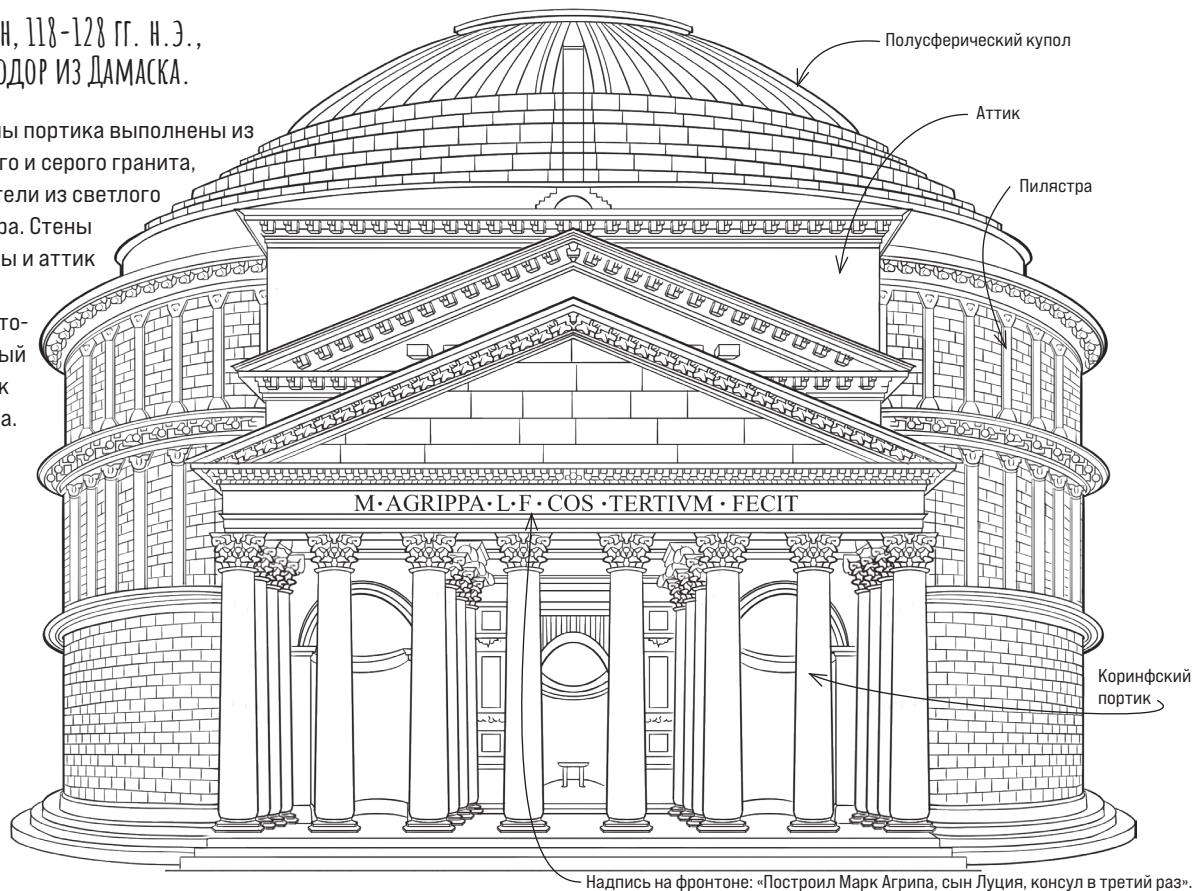 Н, 118-128 ГГ. Н.Э.,
ОДОР ИЗ ДАМАСКА.
ны портика выполнены из
го и серого гранита,
тели из светлого
ра. Стены
ы и аттик
то-
ый
к
а.
Полусферический купол
Аттик
Пилястра
M·AGRIPPA·L·F·COS·TERTIVM·FECIT
Коринфский
портик
Надпись на фронтоне: «Построил Марк Агрипа, сын Луция, консул в третий раз».